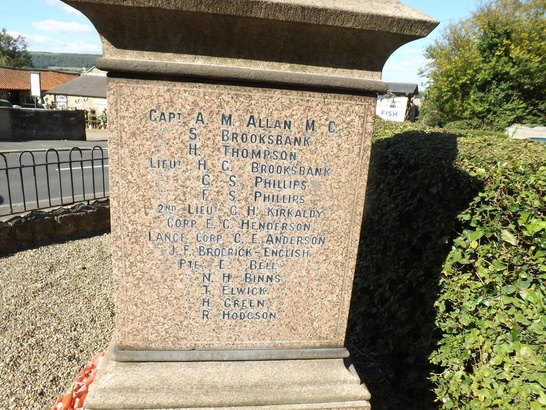 CAPT. A. M. ALLAN M. C.
" S. BROOKSBANK
" H. THOMPSON
LIEUT. H. G. BROOKSBANK
" G. S. PHILLIPS
" F. S. PHILLIPS
2ND LIEU. C. H. KIRKALDY
CORP. E. C. HENDERSON
LANCE CORP. G. E. ANDERSON
" J. F. BRODRICK-ENGLISH
PTE. E. BELL
" N. H. BINNS
" T. ELWICK
" H. GREEN
" R. HODGSON
FISH